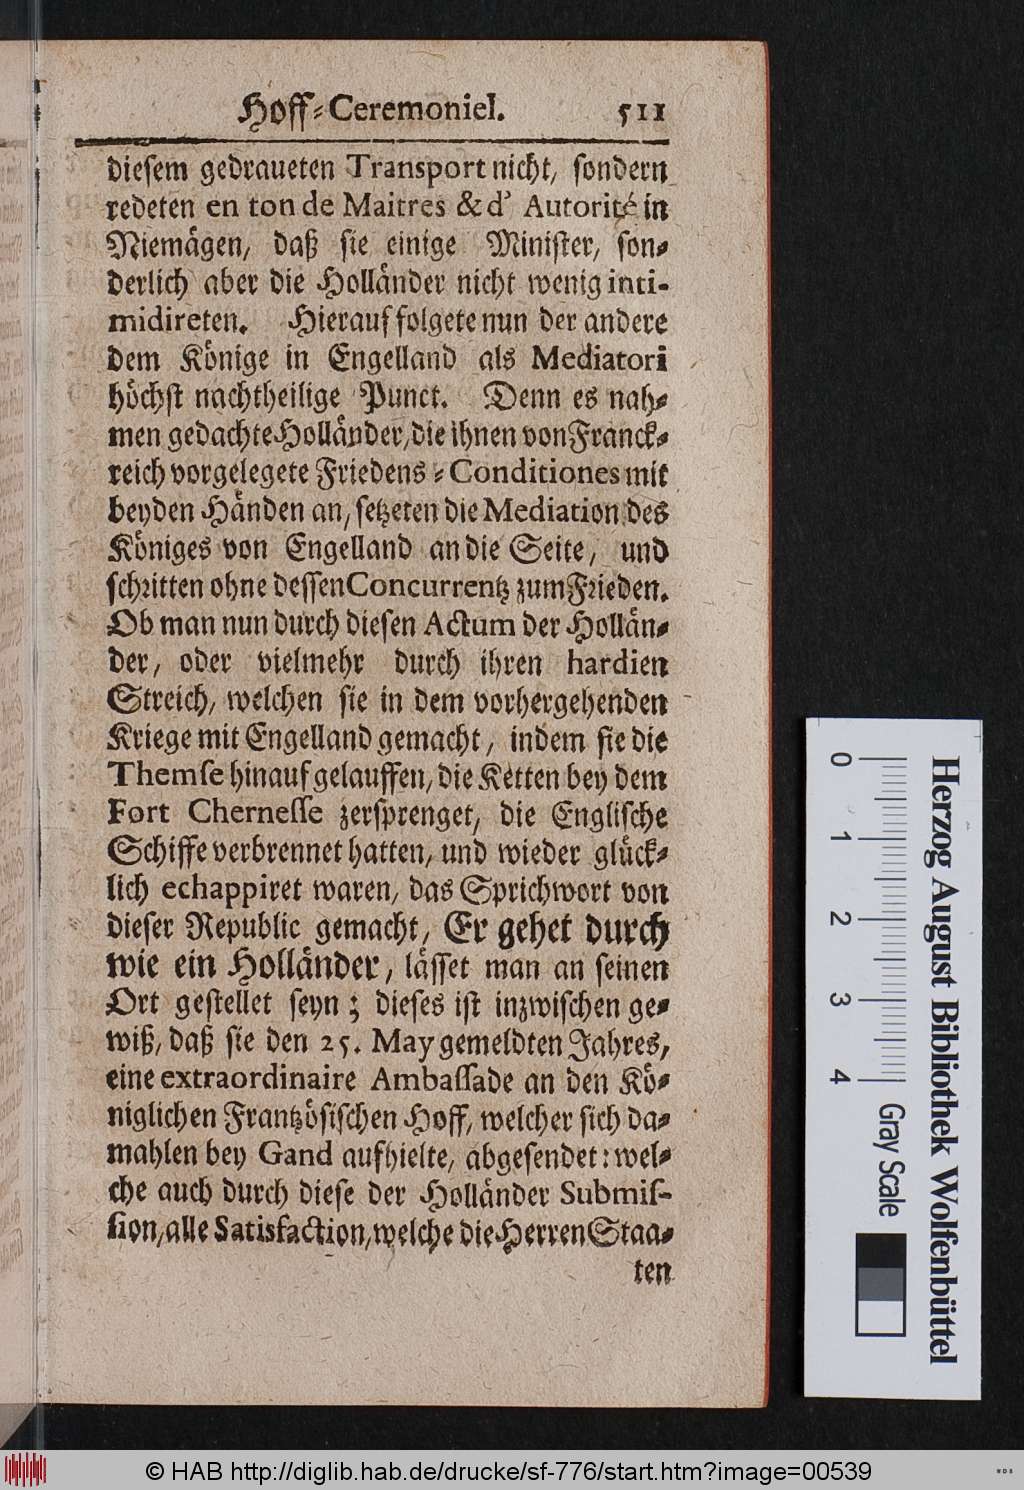 Hoff-Ceremoniel. 511
diesem gedraueten Transport nicht, sondern
redeten en ton de Maitres & d' Autorité in
Niemägen, daß sie einige Minister, son-
derlich aber die Holländer nicht wenig inti-
midireten. Hierauf folgete nun der andere
dem Könige in Engelland als Mediatori
höchst nachtheilige Punct. Denn es nah-
men gedachte Holländer, die ihnen von Franck-
reich vorgelegete Friedens-Conditiones mit
beyden Händen an, setzeten die Mediation des
Königes von Engelland an die Seite, und
schritten ohne dessen Concurrentz zum Frieden.
Ob man nun durch diesen Actum der Hollän-
der, oder vielmehr durch ihren hardien
Streich, welchen sie in dem vorhergehenden
Kriege mit Engelland gemacht, indem sie die
Themse hinauf gelauffen, die Ketten bey dem
Fort Chernesse zersprenget, die Englische
Schiffe verbrennet hatten, und wieder glück-
lich echappiret waren, das Sprichwort von
dieser Republic gemacht, Er gehet durch
wie ein Holländer, lässet man an seinen
Ort gestellet seyn; dieses ist inzwischen ge-
wiß, daß sie den 25. May gemeldten Jahres,
eine extraordinaire Ambassade an den Kö-
niglichen Frantzösischen Hoff, welcher sich da-
mahlen bey Gand aufhielte, abgesendet: wel-
che auch durch diese der Holländer Submis-
sion, alle Satisfaction, welche die Herren Staa-
ten
Herzog August Bibliothek Wolfenbüttel
0 1 2 3 4 Gray Scale
© HAB http://diglib.hab.de/drucke/sf-776/start.htm?image=00539